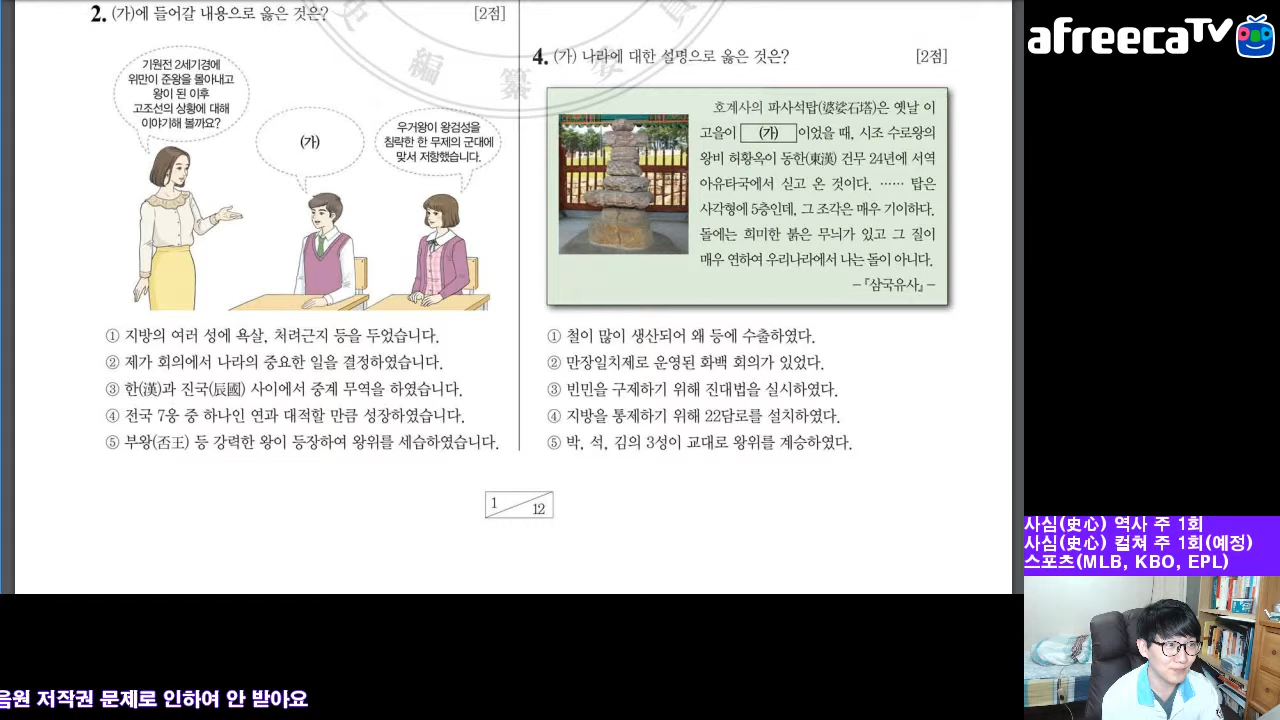 2. (가)에 들어갈 내용으로 옳은 것은? [2점]
기원전 2세기경에
위만이 준왕을 몰아내고
왕이 된 이후
고조선의 상황에 대해
이야기해 볼까요?
(가)
우거왕이 왕검성을
침략한 한 무제의 군대에
맞서 저항했습니다.
① 지방의 여러 성에 욕살, 처려근지 등을 두었습니다.
② 제가 회의에서 나라의 중요한 일을 결정하였습니다.
③ 한(漢)과 진국(辰國) 사이에서 중계 무역을 하였습니다.
④ 전국 7웅 중 하나인 연과 대적할 만큼 성장하였습니다.
⑤ 부왕(否王) 등 강력한 왕이 등장하여 왕위를 세습하였습니다.
4. (가) 나라에 대한 설명으로 옳은 것은? [2점]
호계사의 파사석탑(婆娑石塔)은 옛날 이
고을이 (가) 이었을 때, 시조 수로왕의
왕비 허황옥이 동한(東漢) 건무 24년에 서역
아유타국에서 싣고 온 것이다. …… 탑은
사각형에 5층인데, 그 조각은 매우 기이하다.
돌에는 희미한 붉은 무늬가 있고 그 질이
매우 연하여 우리나라에서 나는 돌이 아니다.
-『삼국유사』-
① 철이 많이 생산되어 왜 등에 수출하였다.
② 만장일치제로 운영된 화백 회의가 있었다.
③ 빈민을 구제하기 위해 진대법을 실시하였다.
④ 지방을 통제하기 위해 22담로를 설치하였다.
⑤ 박, 석, 김의 3성이 교대로 왕위를 계승하였다.
1 12
編
纂
afreecaTV
사심(史心) 역사 주 1회
사심(史心) 컬쳐 주 1회(예정)
스포츠(MLB, KBO, EPL)
음원 저작권 문제로 인하여 안 받아요